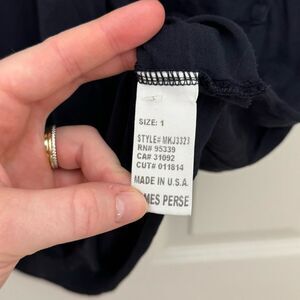 SIZE: 1
STYLE# MKJ3323
RN# 95339
CA# 31092
CUT# 011814
MADE IN U.S.A.
MES PERSE